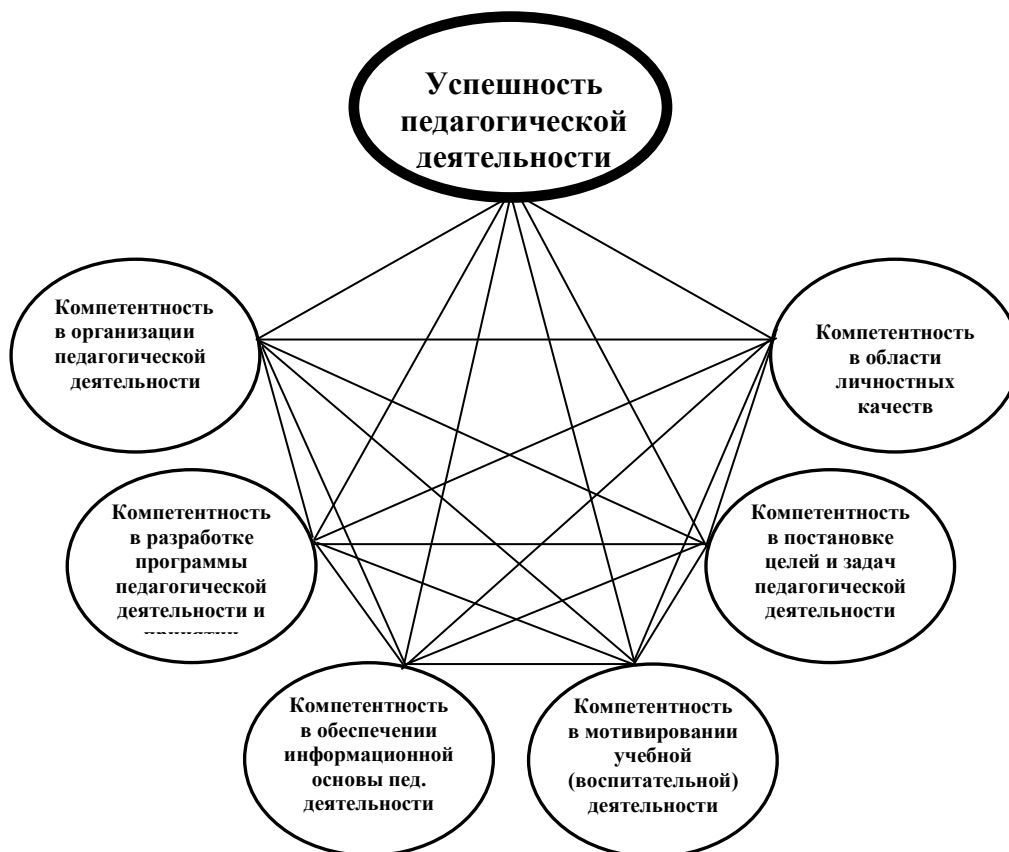 Успешность
педагогической
деятельности
Компетентность
в организации
педагогической
деятельности
Компетентность
в области
личностных
качеств
Компетентность
в разработке
программы
педагогической
деятельности и
Компетентность
в постановке
целей и задач
педагогической
деятельности
Компетентность
в обеспечении
информационной
основы пед.
деятельности
Компетентность
в мотивировании
учебной
(воспитательной)
деятельности